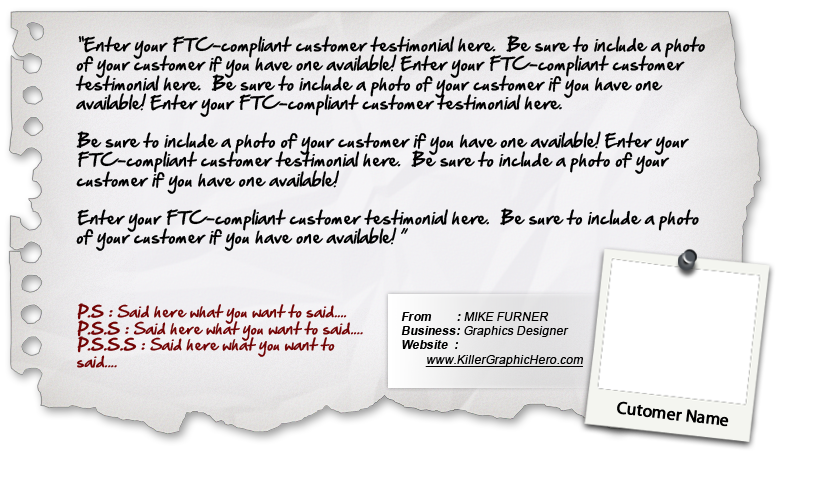 "Enter your FTC-compliant customer testimonial here.  Be sure to include a photo
of your customer if you have one available! Enter your FTC-compliant customer
testimonial here.  Be sure to include a photo of your customer if you have one
available! Enter your FTC-compliant customer testimonial here.
Be sure to include a photo of your customer if you have one available! Enter your
FTC-compliant customer testimonial here.  Be sure to include a photo of your
customer if you have one available!
Enter your FTC-compliant customer testimonial here.  Be sure to include a photo
of your customer if you have one available! "
P.S : Said here what you want to said....
P.S.S : Said here what you want to said....
P.S.S.S : Said here what you want to
said....
From : MIKE FURNER
Business: Graphics Designer
Website :
www.KillerGraphicHero.com
Cutomer Name